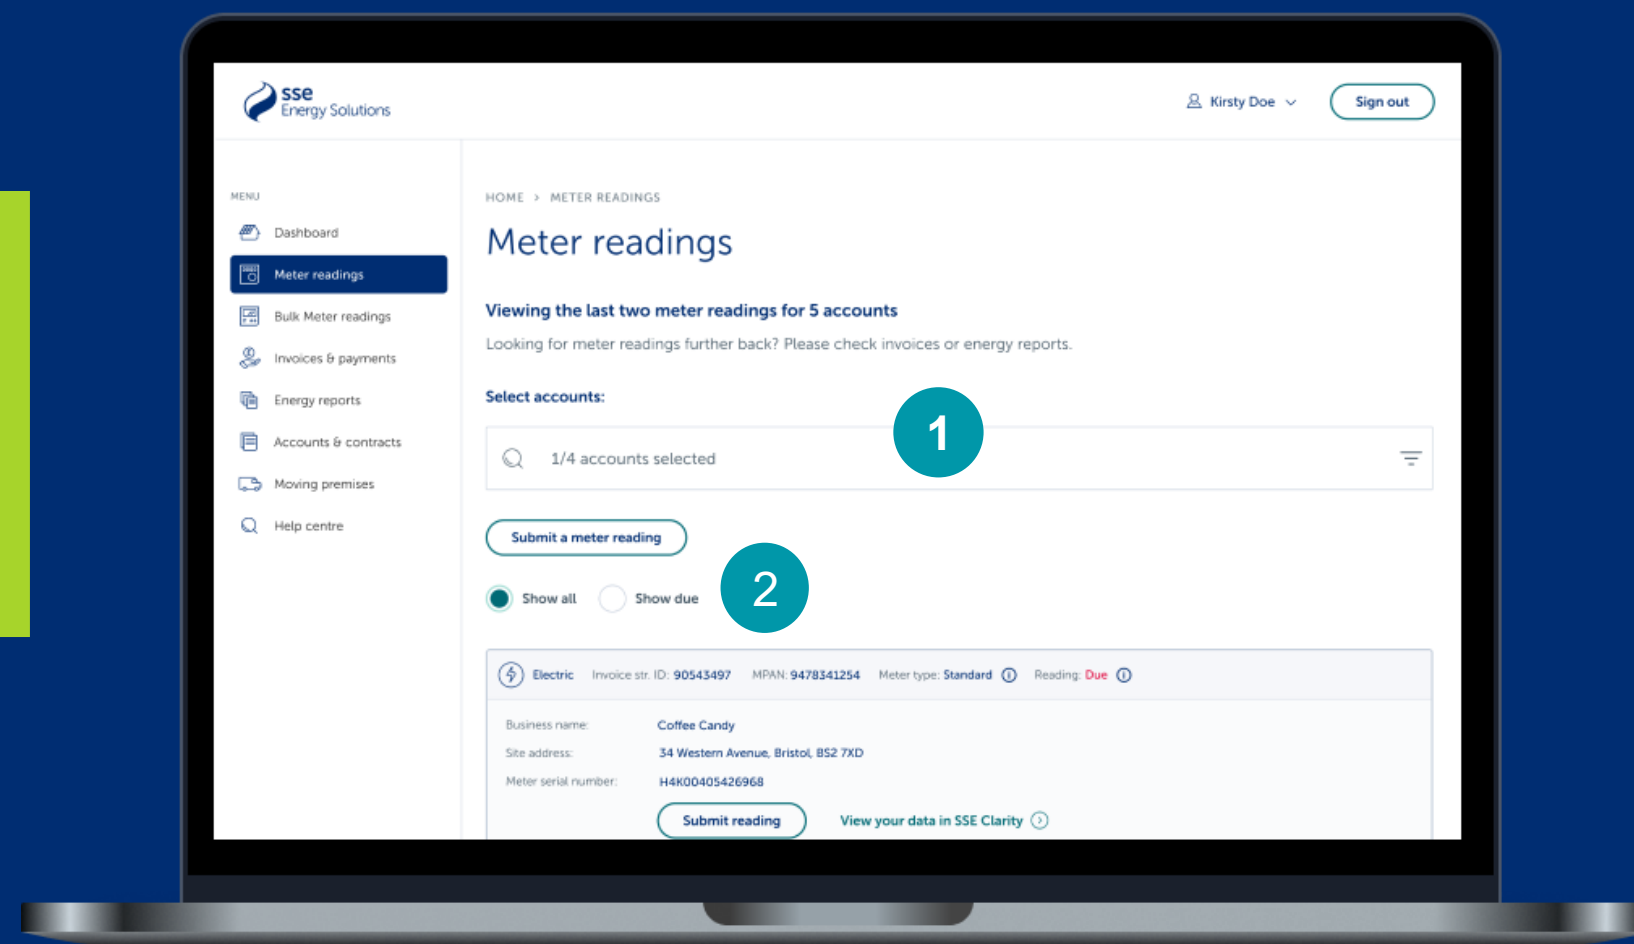 sse
Energy Solutions
Kirsty Doe
Sign out
MENU
Dashboard
Meter readings
Bulk Meter readings
Invoices & payments
Energy reports
Accounts & contracts
Moving premises
Help centre
HOME > METER READINGS
Meter readings
Viewing the last two meter readings for 5 accounts
Looking for meter readings further back? Please check invoices or energy reports.
Select accounts:
1
1/4 accounts selected
Submit a meter reading
Show all Show due
2
Electric Invoice str. ID: 90543497 MPAN: 9478341254 Meter type: Standard Reading: Due
Business name: Coffee Candy
Site address: 34 Western Avenue, Bristol, BS2 7XD
Meter serial number: H4K00405426968
Submit reading View your data in SSE Clarity